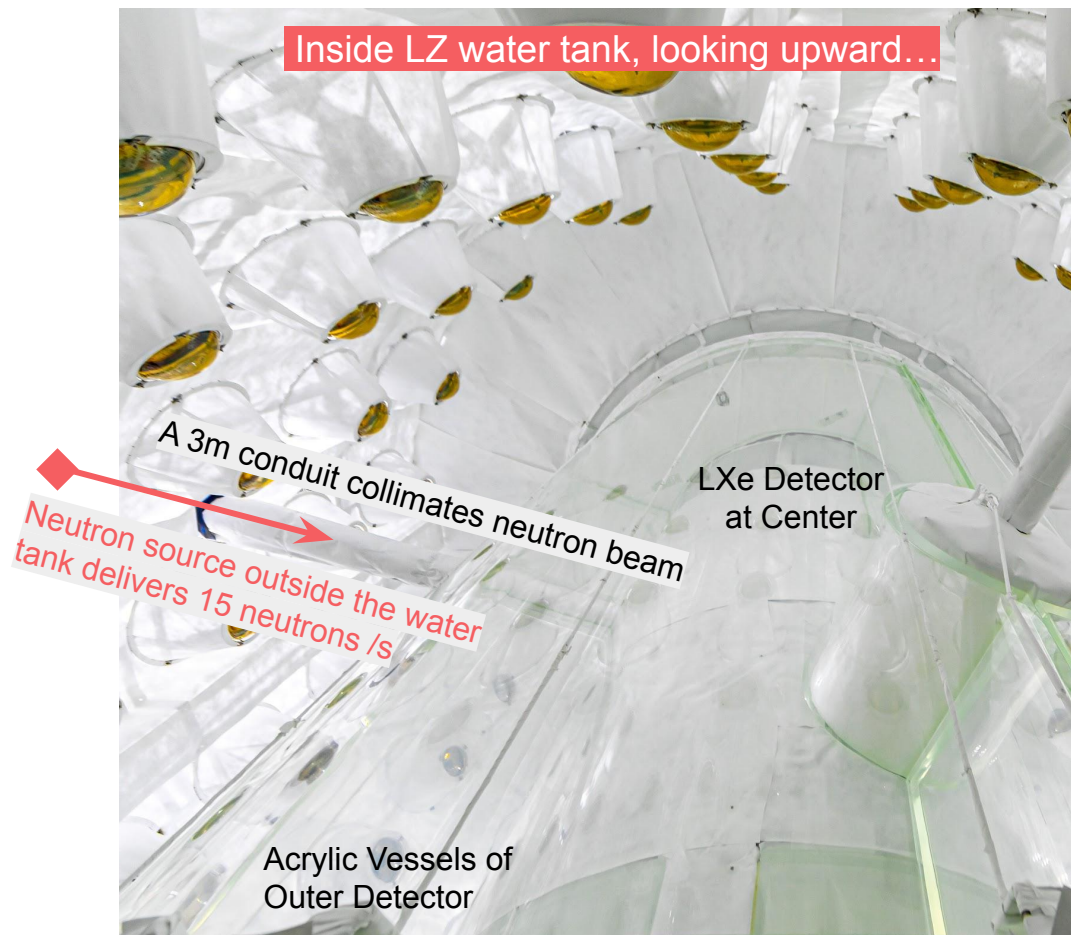 Inside LZ water tank, looking upward…
A 3m conduit collimates neutron beam
LXe Detector
at Center
Neutron source outside the water
tank delivers 15 neutrons /s
Acrylic Vessels of
Outer Detector